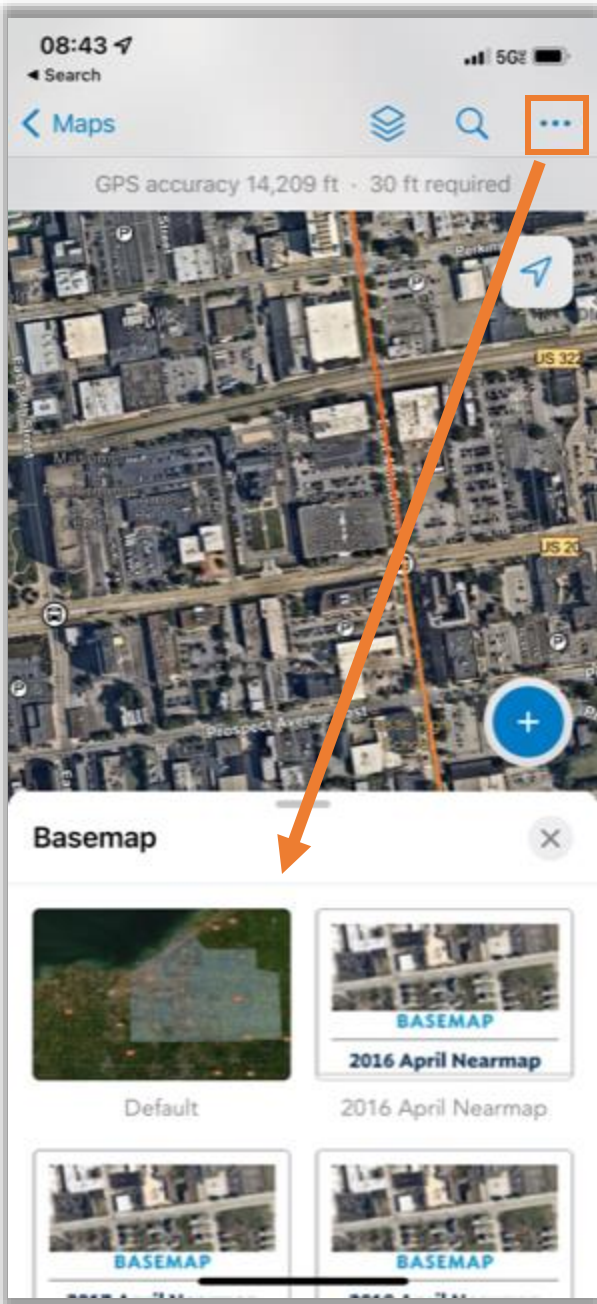 08:43
5G
◀ Search
Maps
GPS accuracy 14,209 ft · 30 ft required
P
P
US 322
US 20
P
P
P
Prospect Avenue
+
Basemap
BASEMAP
2016 April Nearmap
Default
2016 April Nearmap
BASEMAP
BASEMAP